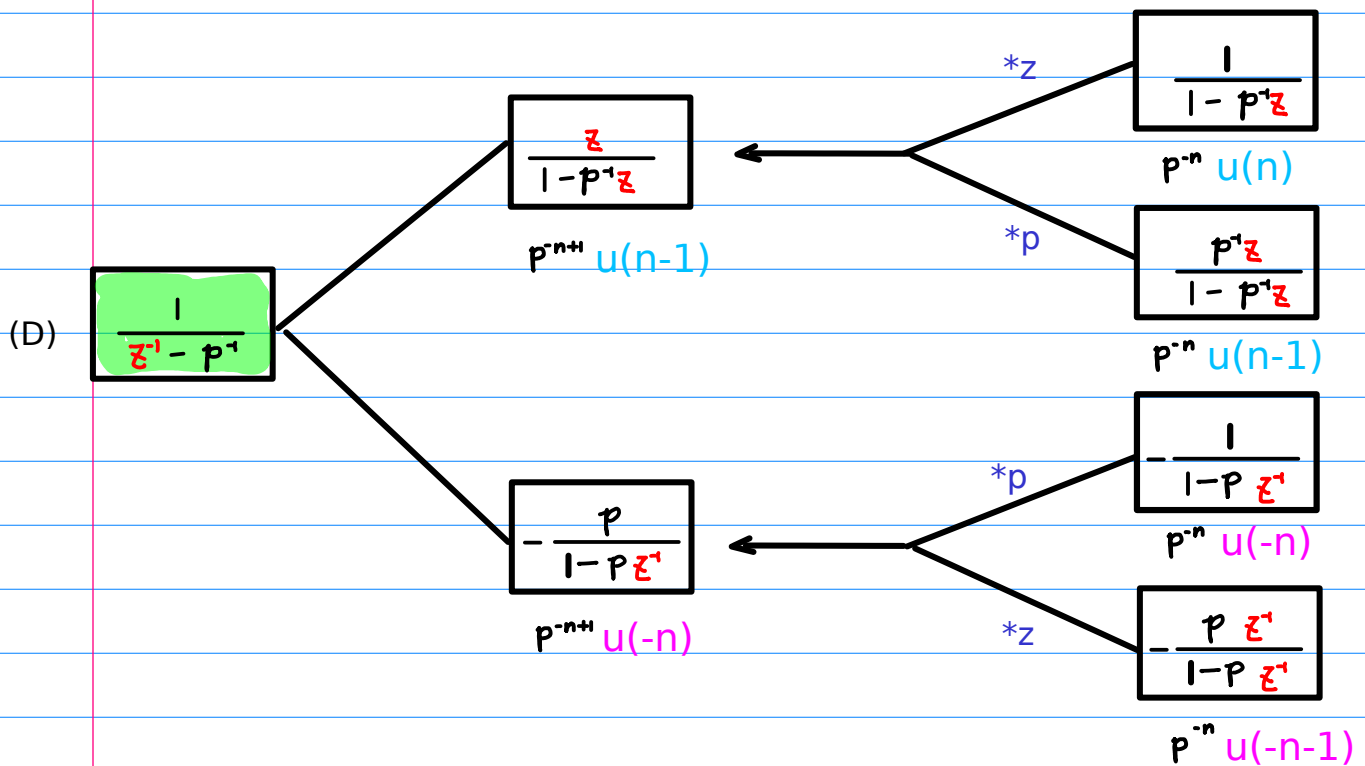 (D)
1
z⁻¹ - p⁻¹
z
1 - p⁻¹z
p⁻ⁿ⁺¹ u(n-1)
- p
1 - p z⁻¹
p⁻ⁿ⁺¹ u(-n)
*z
1
1 - p⁻¹z
p⁻ⁿ u(n)
*p
p⁻¹z
1 - p⁻¹z
p⁻ⁿ u(n-1)
*p
- 1
1 - p z⁻¹
p⁻ⁿ u(-n)
*z
- p z⁻¹
1 - p z⁻¹
p⁻ⁿ u(-n-1)